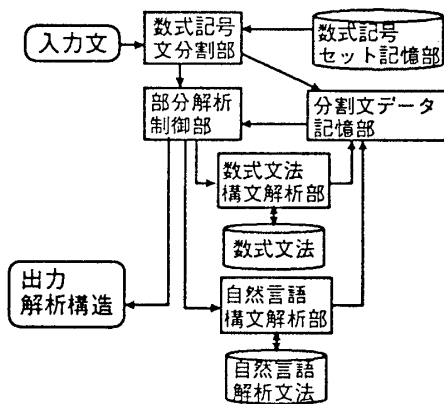 入力文
数式記号
文分割部
数式記号
セット記憶部
部分解析
制御部
分割文データ
記憶部
数式文法
構文解析部
数式文法
出力
解析構造
自然言語
構文解析部
自然言語
解析文法